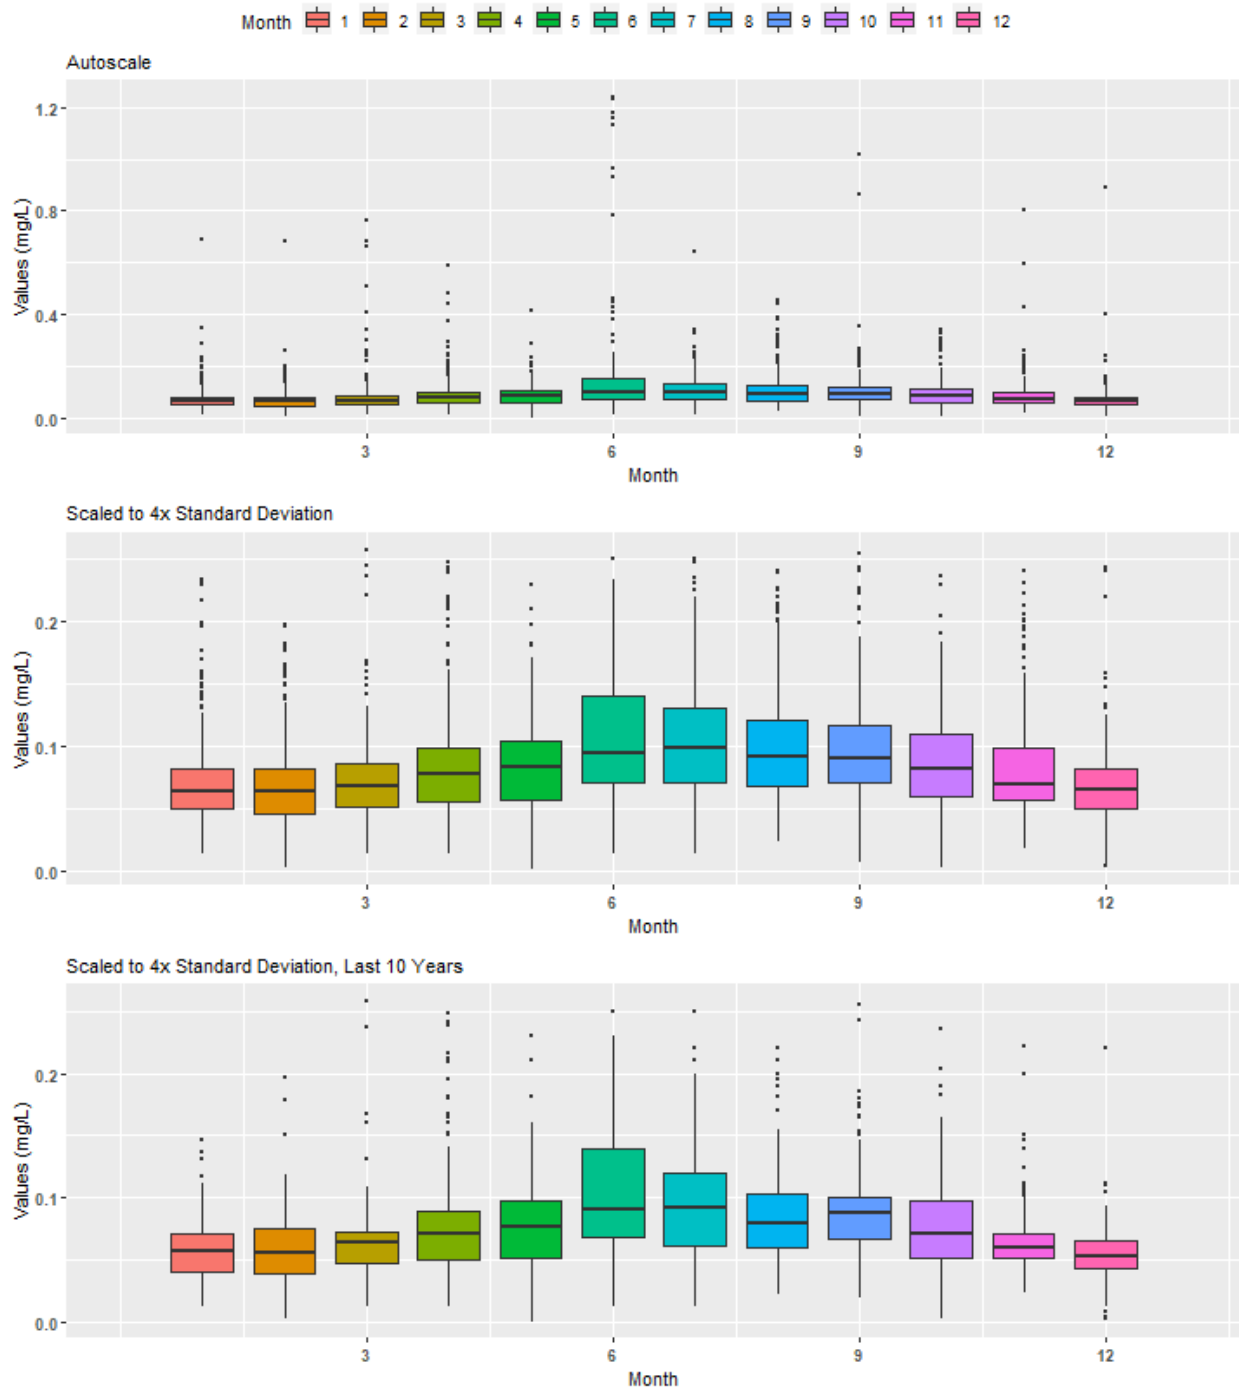 Month 1 2 3 4 5 6 7 8 9 10 11 12
Autoscale
Values (mg/L)
1.2
0.8
0.4
0.0
3 6 9 12
Month
Scaled to 4x Standard Deviation
Values (mg/L)
0.2
0.1
0.0
3 6 9 12
Month
Scaled to 4x Standard Deviation, Last 10 Years
Values (mg/L)
0.2
0.1
0.0
3 6 9 12
Month